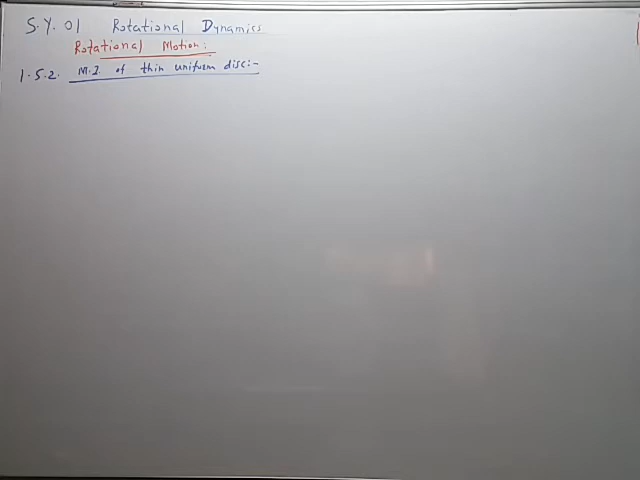 S.Y. 01 Rotational Dynamics
Rotational Motion:
1.5.2. M.I. of thin uniform disc:-